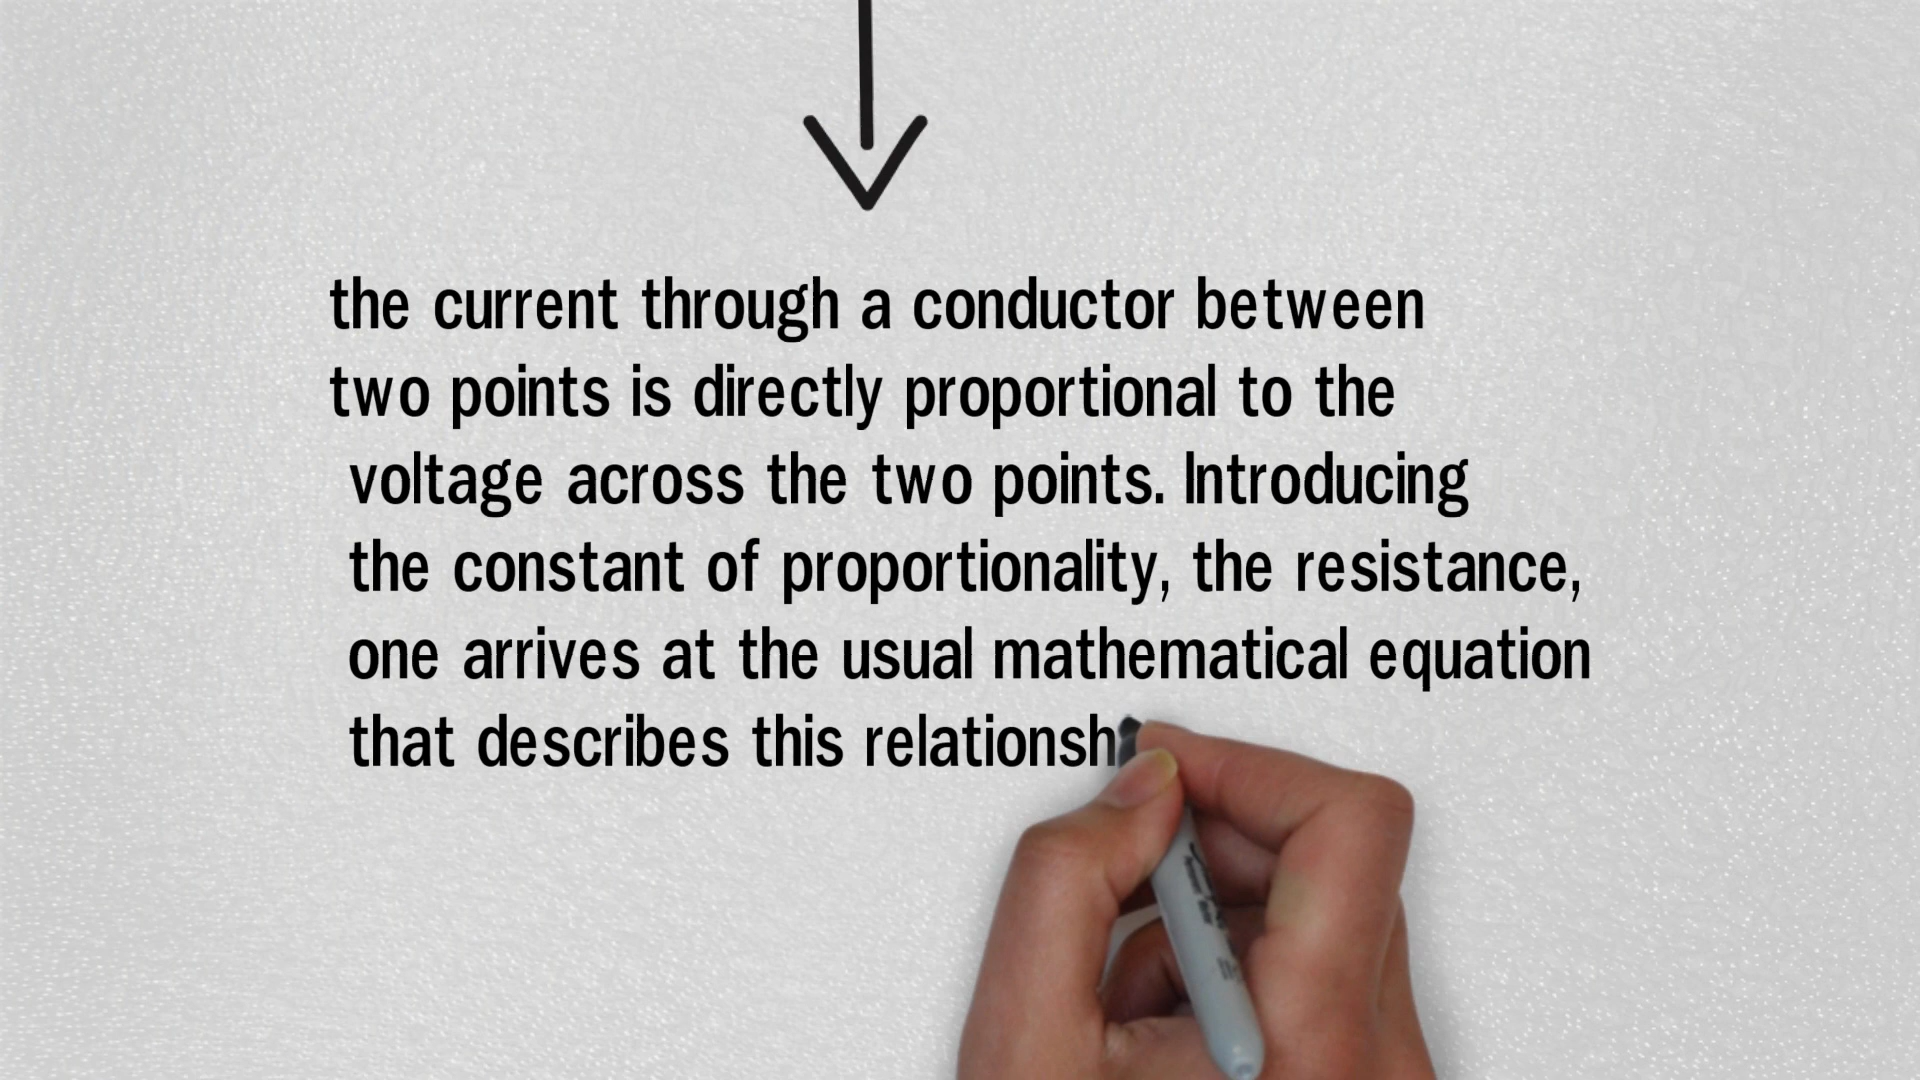 the current through a conductor between
two points is directly proportional to the
voltage across the two points. Introducing
the constant of proportionality, the resistance,
one arrives at the usual mathematical equation
that describes this relationsh